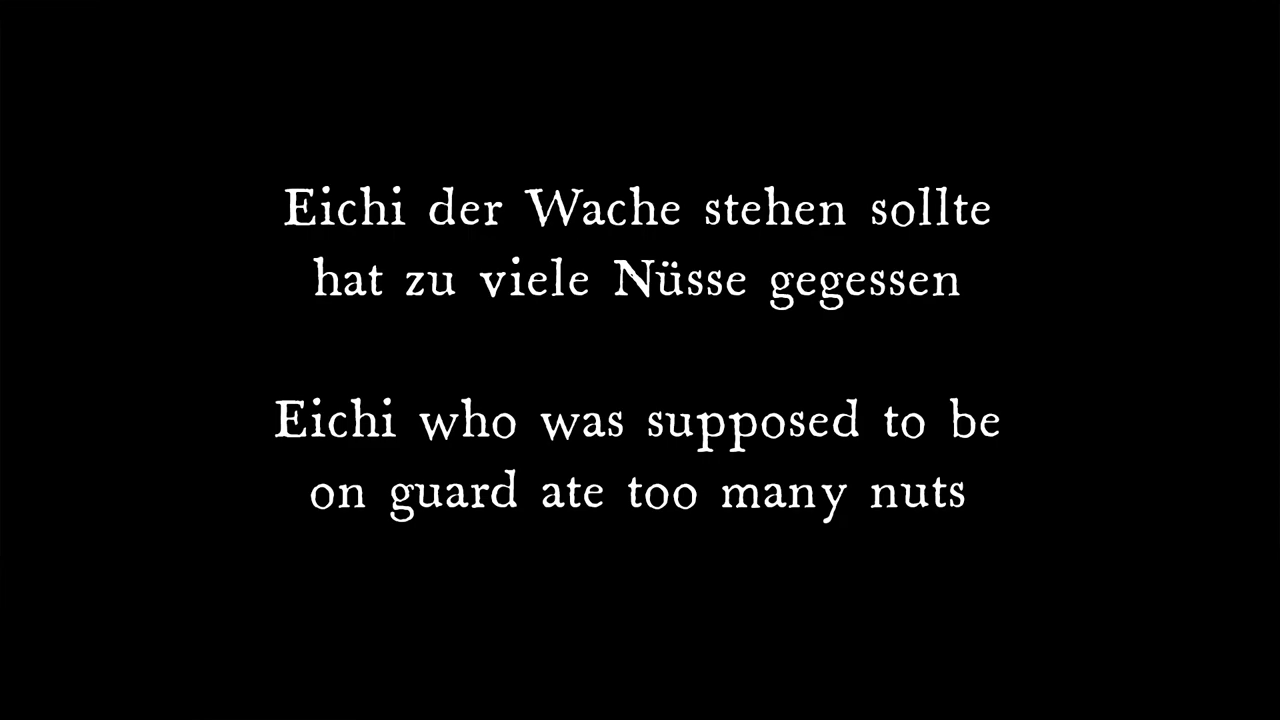 Eichi der Wache stehen sollte
hat zu viele Nüsse gegessen
Eichi who was supposed to be
on guard ate too many nuts